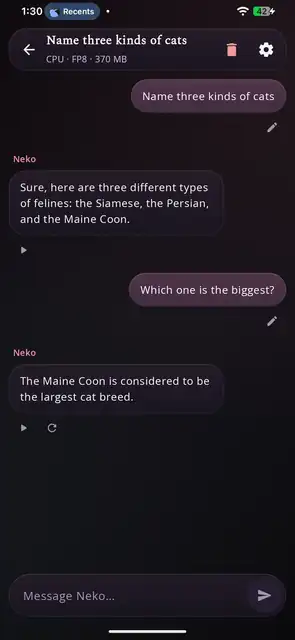 1:30 Recents 42
Name three kinds of cats
CPU · FP8 · 370 MB
Name three kinds of cats
Neko
Sure, here are three different types
of felines: the Siamese, the Persian,
and the Maine Coon.
Which one is the biggest?
Neko
The Maine Coon is considered to be
the largest cat breed.
Message Neko...